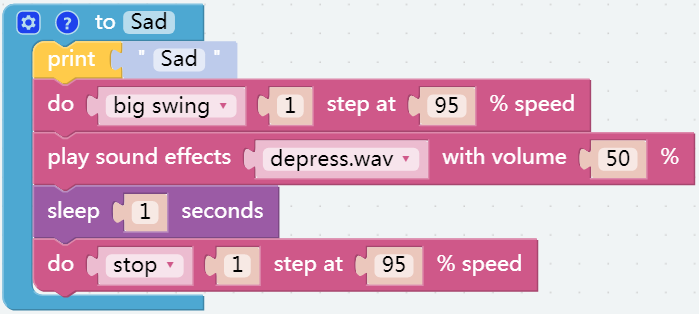 ? to Sad
print " Sad "
do big swing 1 step at 95 % speed
play sound effects depress.wav with volume 50 %
sleep 1 seconds
do stop 1 step at 95 % speed